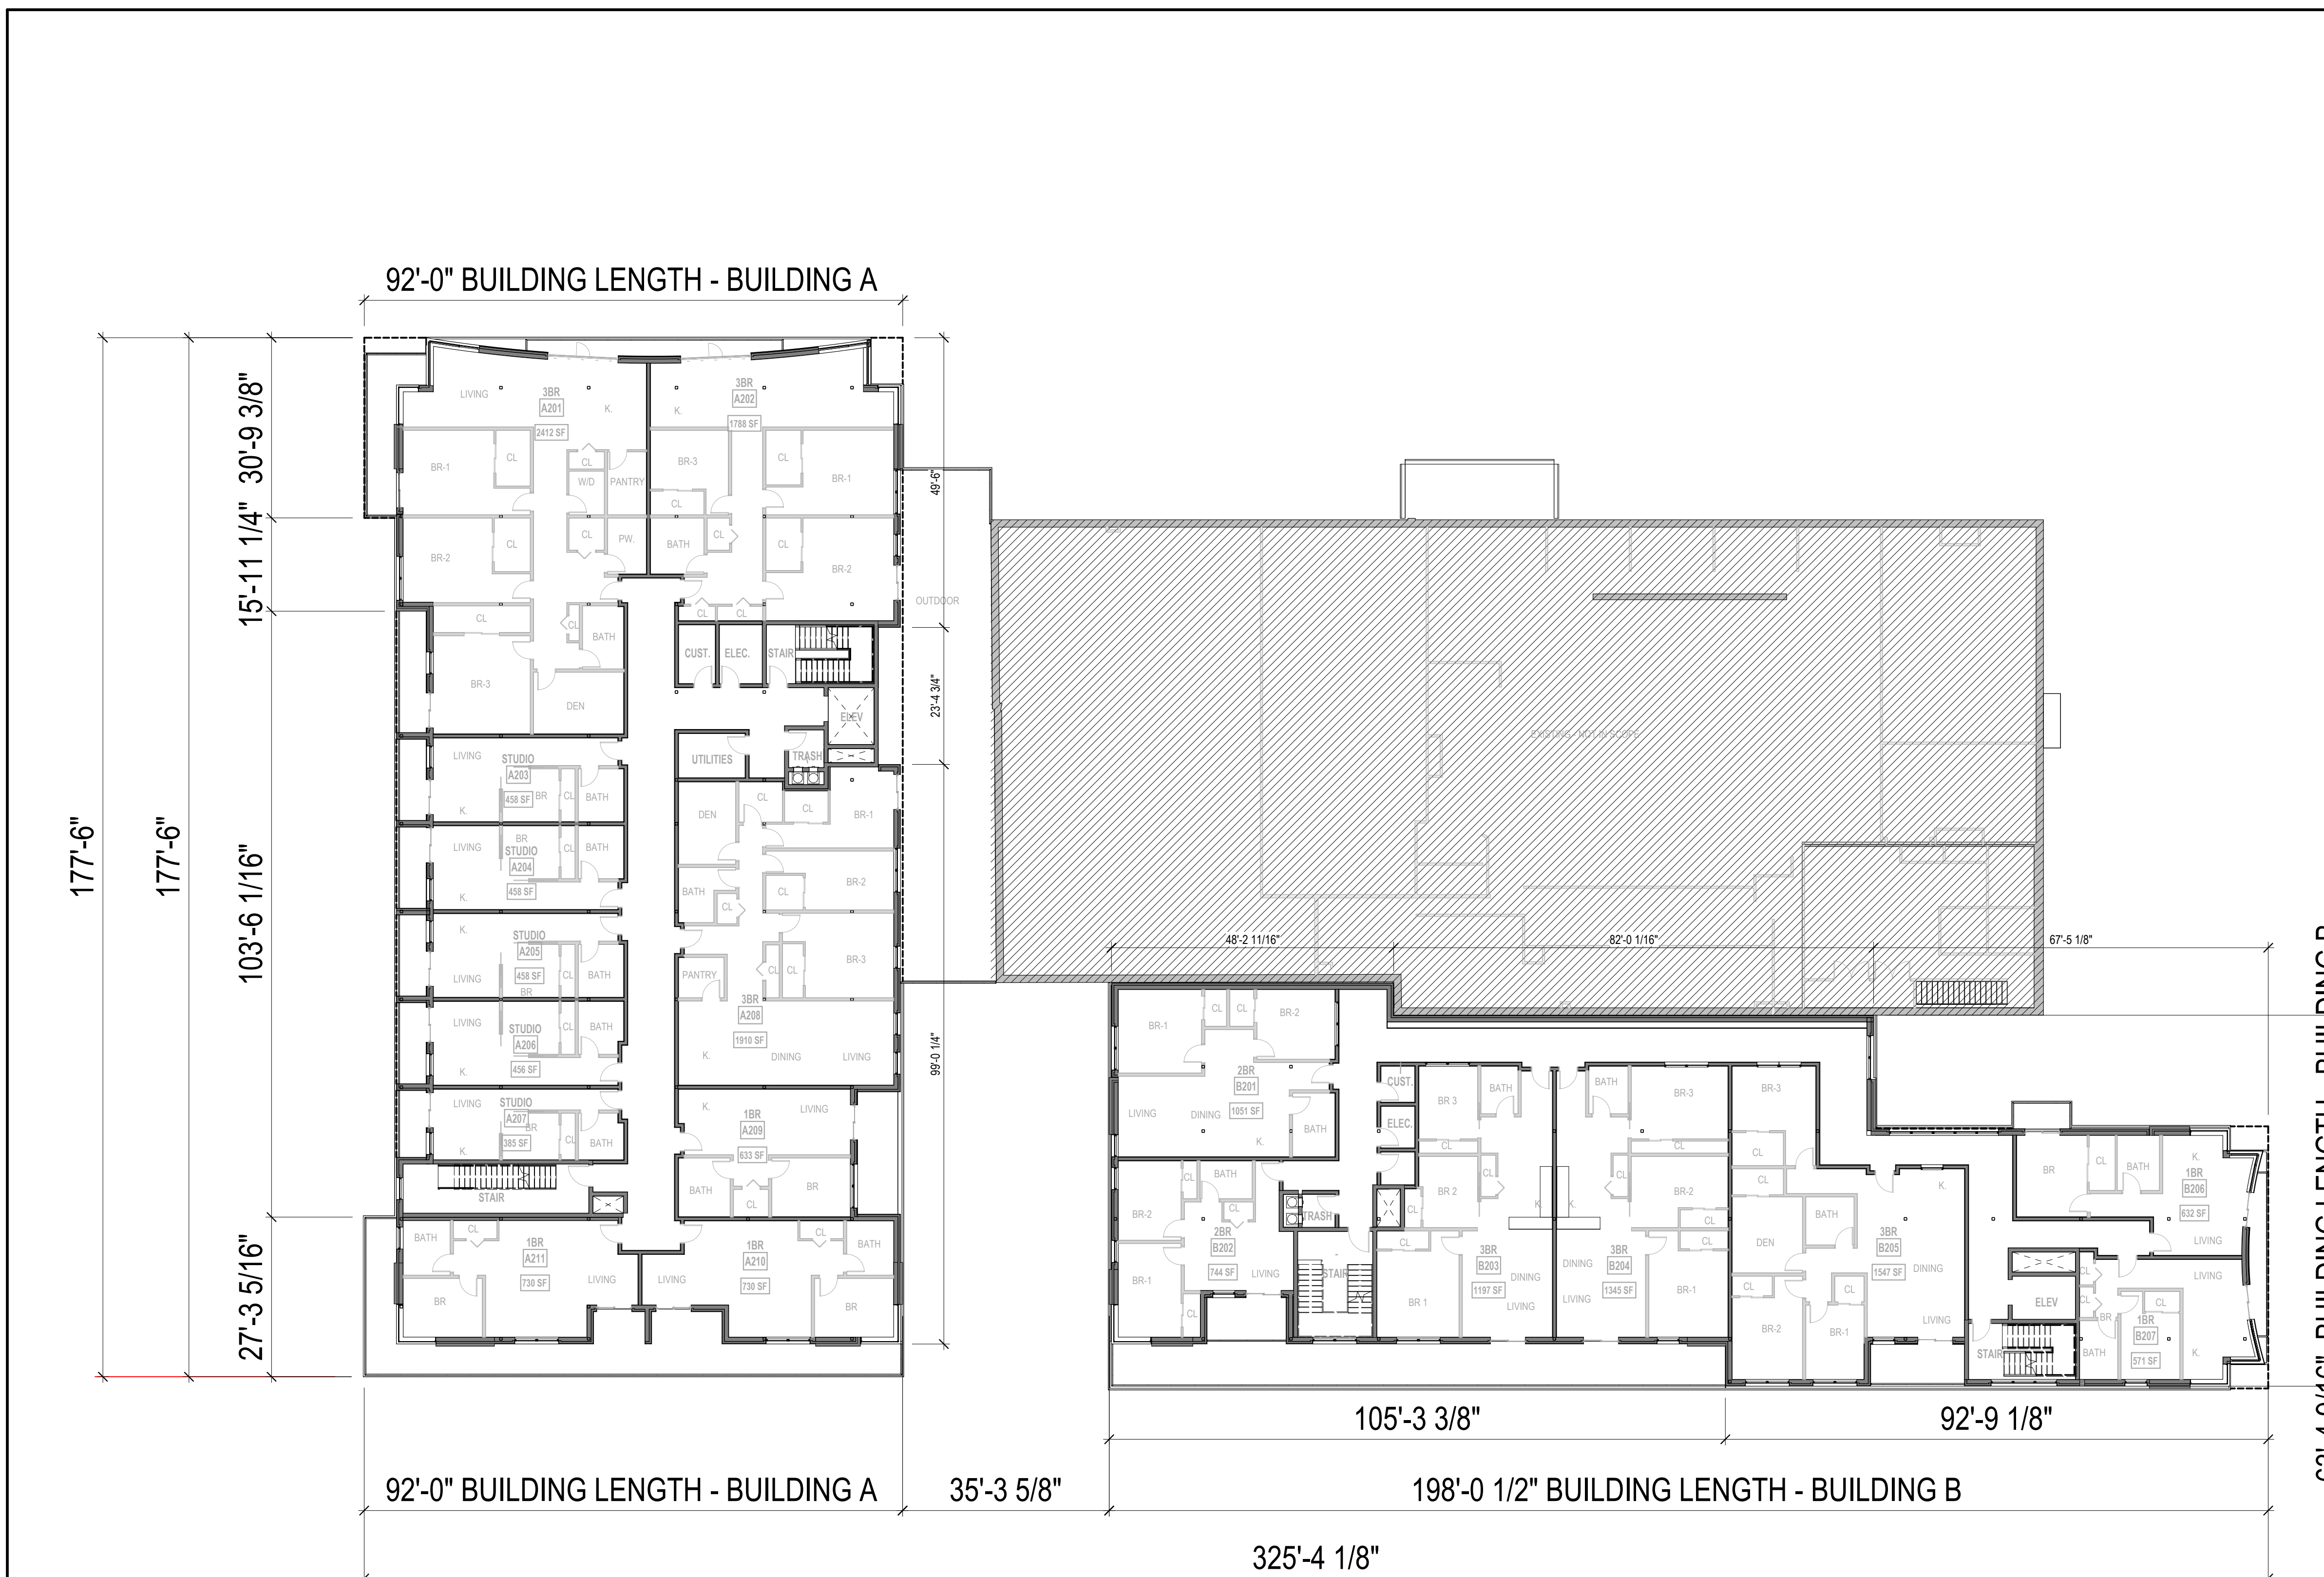 92'-0" BUILDING LENGTH - BUILDING A
177'-6"
177'-6"
30'-9 3/8"
15'-11 1/4"
103'-6 1/16"
27'-3 5/16"
49'-6"
23'-4 3/4"
99'-0 1/4"
LIVING
3BR
A201
2412 SF
K.
BR-1
CL
CL
W/D
PANTRY
BR-2
CL
CL
PW.
CL
CL
BATH
BR-3
DEN
3BR
A202
1788 SF
K.
BR-3
CL
CL
BR-1
BATH
CL
CL
BR-2
CL
CL
OUTDOOR
CUST.
ELEC.
STAIR
ELEV
UTILITIES
TRASH
LIVING
STUDIO
A203
458 SF
BR
CL
BATH
K.
BR
STUDIO
LIVING
A204
458 SF
CL
BATH
K.
K.
STUDIO
A205
458 SF
LIVING
BR
CL
BATH
LIVING
STUDIO
A206
456 SF
CL
BATH
K.
LIVING
STUDIO
A207
BR
385 SF
CL
BATH
K.
STAIR
DEN
CL
CL
BR-1
BATH
CL
CL
BR-2
PANTRY
CL
CL
BR-3
3BR
A208
1910 SF
K.
DINING
LIVING
K.
1BR
A209
633 SF
LIVING
BATH
CL
BR
BATH
CL
1BR
A211
730 SF
LIVING
BR
LIVING
1BR
A210
730 SF
CL
BATH
BR
EXISTING - NOT IN SCOPE
48'-2 11/16"
82'-0 1/16"
67'-5 1/8"
BR-1
CL
CL
BR-2
2BR
B201
1051 SF
LIVING
DINING
K.
BATH
CUST.
ELEC.
BR-2
CL
BATH
CL
2BR
B202
744 SF
LIVING
BR-1
CL
TRASH
STAIR
BR 3
BATH
CL
BR 2
CL
CL
K.
CL
3BR
B203
1197 SF
DINING
LIVING
BR 1
BATH
BR-3
CL
CL
BR-2
CL
K.
CL
DINING
3BR
B204
1345 SF
LIVING
BR-1
BR-3
CL
CL
BATH
DEN
CL
CL
BR-2
BR-1
K.
3BR
B205
1547 SF
DINING
LIVING
BR
CL
BATH
K.
1BR
B206
632 SF
LIVING
ELEV
STAIR
CL
CL
BR
CL
BATH
LIVING
1BR
B207
571 SF
K.
105'-3 3/8"
92'-9 1/8"
92'-0" BUILDING LENGTH - BUILDING A
35'-3 5/8"
198'-0 1/2" BUILDING LENGTH - BUILDING B
325'-4 1/8"
BUILDING LENGTH - BUILDING B